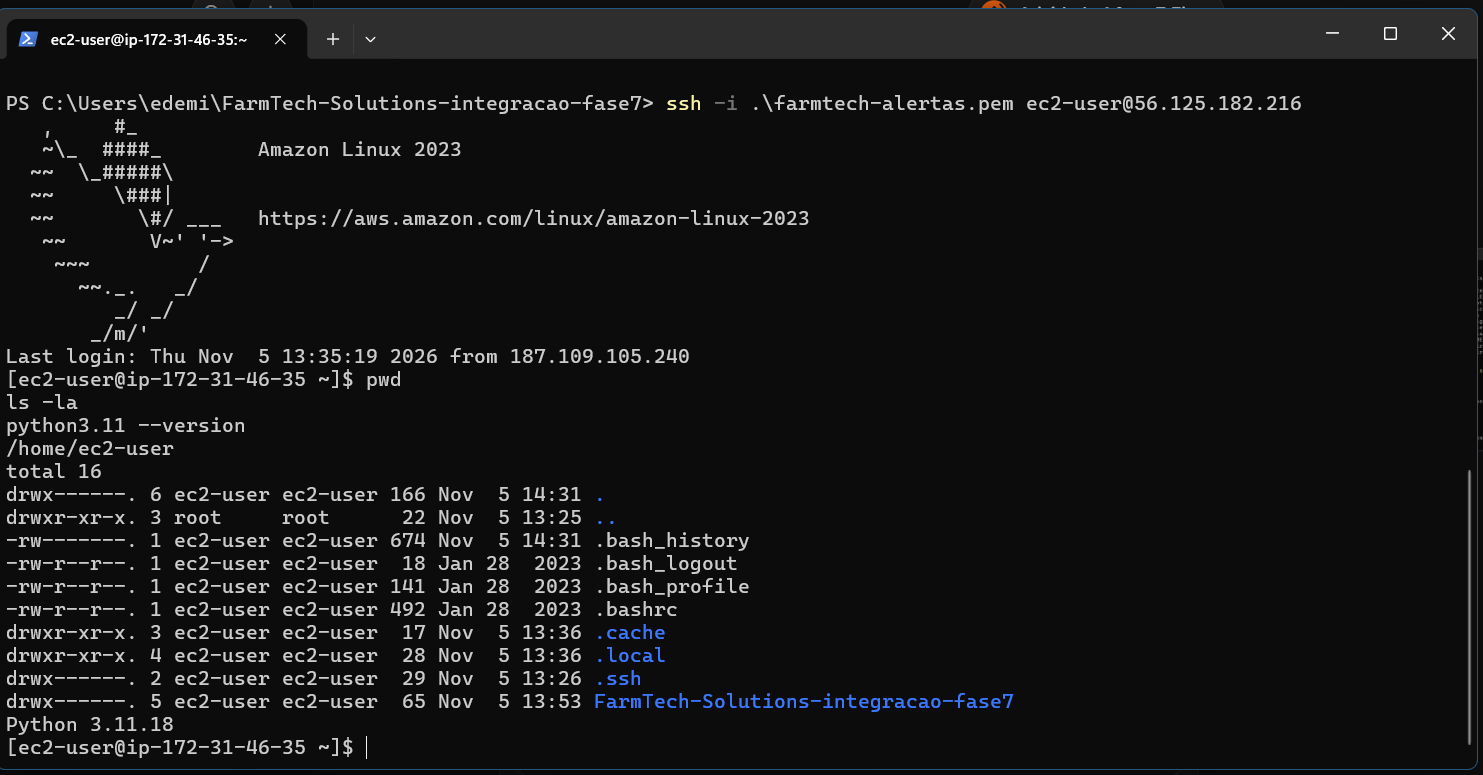 ec2-user@ip-172-31-46-35:~
PS C:\Users\edemi\FarmTech-Solutions-integracao-fase7> ssh -i .\farmtech-alertas.pem ec2-user@56.125.182.216
   ,     #_
   ~\_  ####_        Amazon Linux 2023
  ~~  \_#####\
  ~~     \###|
  ~~       \#/ ___   https://aws.amazon.com/linux/amazon-linux-2023
   ~~       V~' '->
    ~~~         /
      ~~._.   _/
         _/ _/
       _/m/'
Last login: Thu Nov  5 13:35:19 2026 from 187.109.105.240
[ec2-user@ip-172-31-46-35 ~]$ pwd
ls -la
python3.11 --version
/home/ec2-user
total 16
drwx------. 6 ec2-user ec2-user 166 Nov  5 14:31 .
drwxr-xr-x. 3 root     root      22 Nov  5 13:25 ..
-rw-------. 1 ec2-user ec2-user 674 Nov  5 14:31 .bash_history
-rw-r--r--. 1 ec2-user ec2-user  18 Jan 28  2023 .bash_logout
-rw-r--r--. 1 ec2-user ec2-user 141 Jan 28  2023 .bash_profile
-rw-r--r--. 1 ec2-user ec2-user 492 Jan 28  2023 .bashrc
drwxr-xr-x. 3 ec2-user ec2-user  17 Nov  5 13:36 .cache
drwxr-xr-x. 4 ec2-user ec2-user  28 Nov  5 13:36 .local
drwx------. 2 ec2-user ec2-user  29 Nov  5 13:26 .ssh
drwx------. 5 ec2-user ec2-user  65 Nov  5 13:53 FarmTech-Solutions-integracao-fase7
Python 3.11.18
[ec2-user@ip-172-31-46-35 ~]$